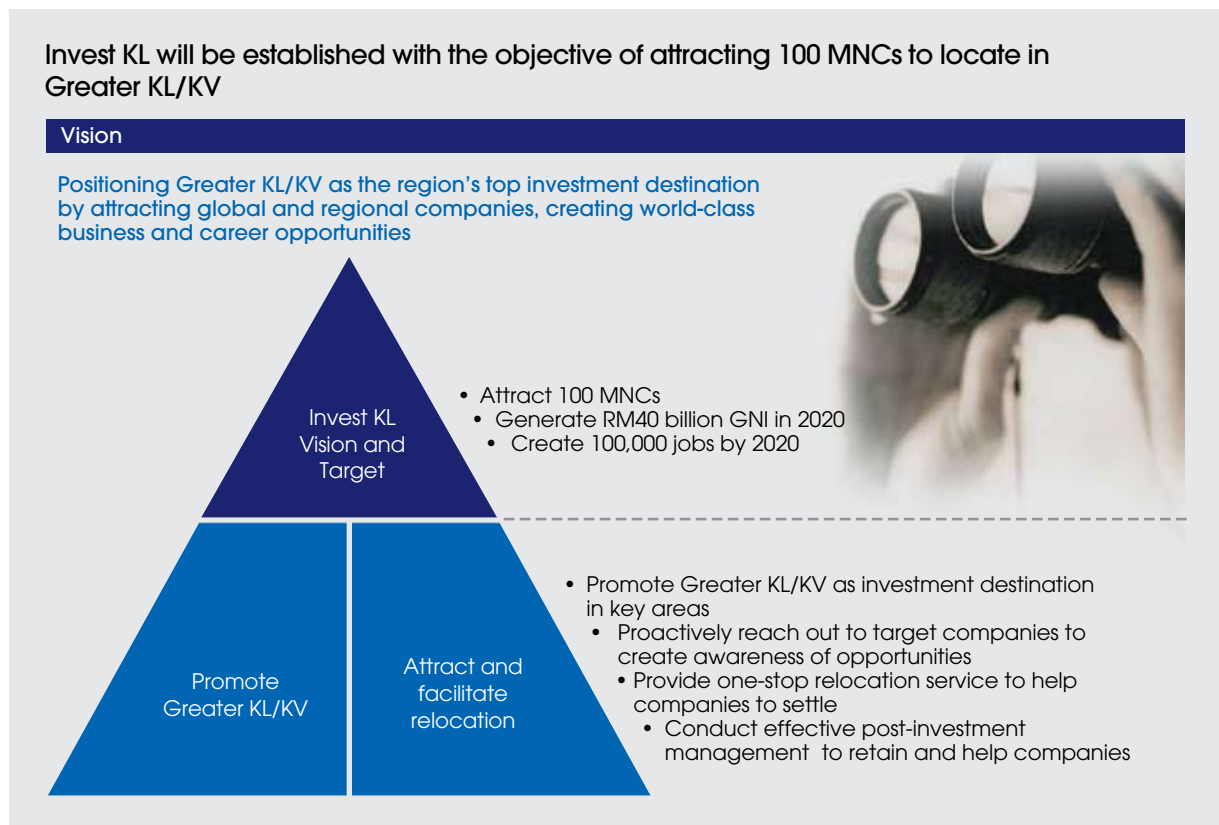 Invest KL will be established with the objective of attracting 100 MNCs to locate in
Greater KL/KV
Vision
Positioning Greater KL/KV as the region’s top investment destination
by attracting global and regional companies, creating world-class
business and career opportunities
Invest KL
Vision and
Target
• Attract 100 MNCs
• Generate RM40 billion GNI in 2020
• Create 100,000 jobs by 2020
Promote
Greater KL/KV
Attract and
facilitate
relocation
• Promote Greater KL/KV as investment destination
in key areas
• Proactively reach out to target companies to
create awareness of opportunities
• Provide one-stop relocation service to help
companies to settle
• Conduct effective post-investment
management to retain and help companies